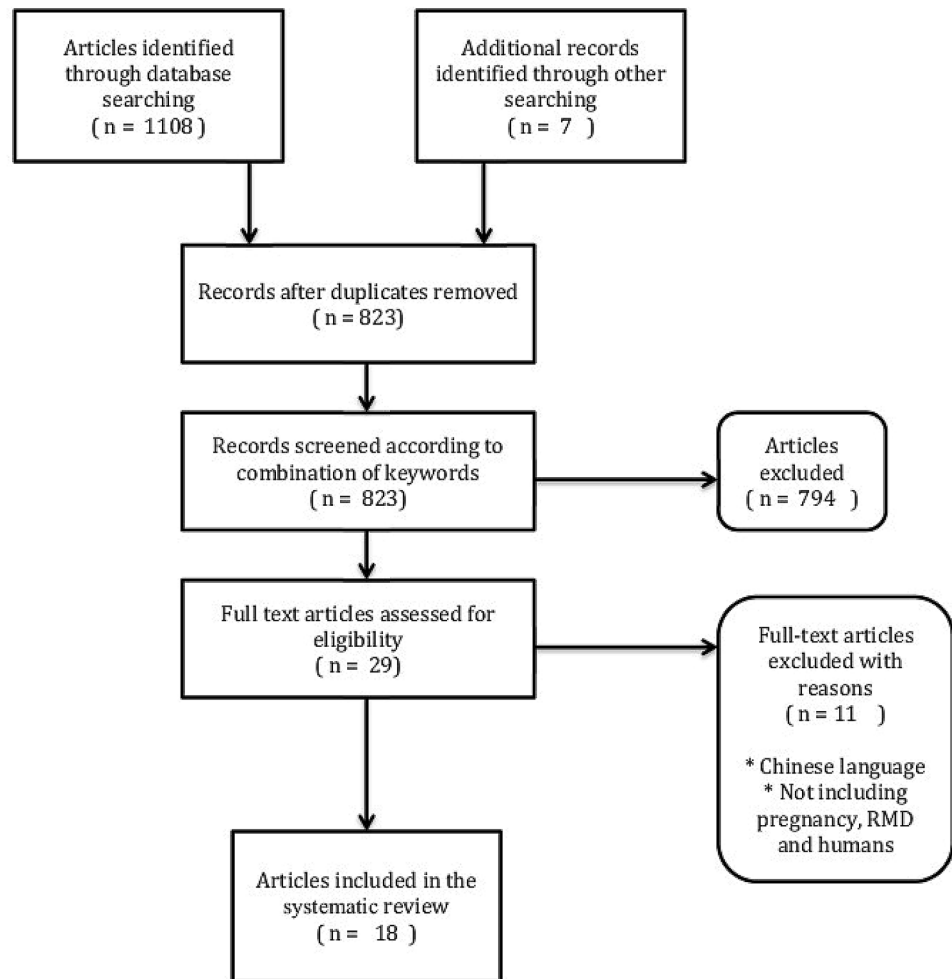 Articles identified
through database
searching
( n = 1108)
Additional records
identified through other
searching
( n = 7 )
Records after duplicates removed
( n = 823)
Records screened according to
combination of keywords
( n = 823)
Articles
excluded
( n = 794 )
Full text articles assessed for
eligibility
( n = 29)
Full-text articles
excluded with
reasons
( n = 11 )
* Chinese language
* Not including
pregnancy, RMD
and humans
Articles included in the
systematic review
( n = 18 )